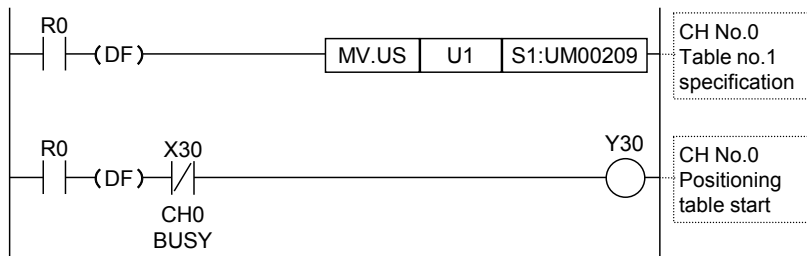 R0
(DF)
MV.US U1 S1:UM00209
CH No.0
Table no.1
specification
R0
(DF)
X30
CH0
BUSY
Y30
CH No.0
Positioning
table start